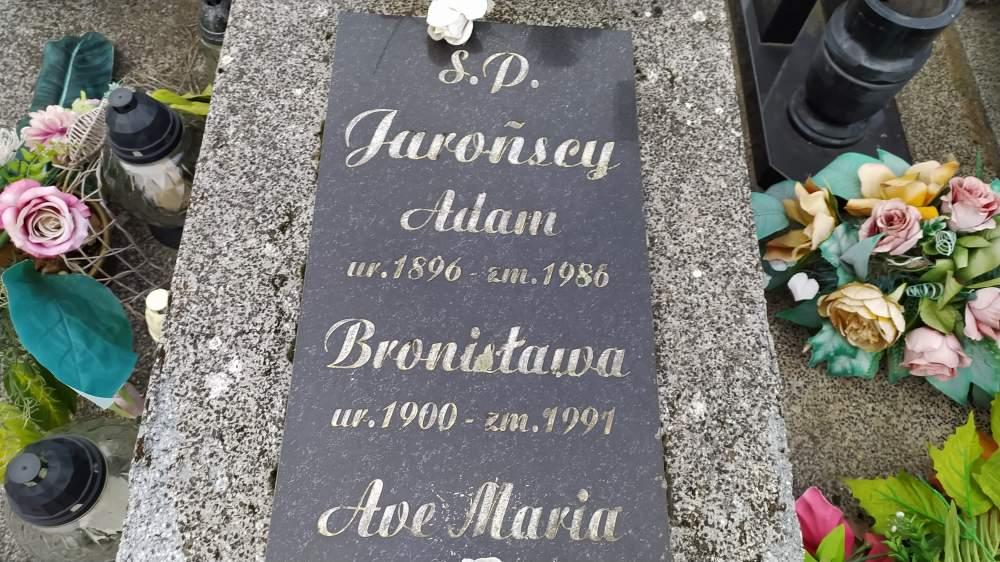 Ś.P.
Jarońscy
Adam
ur.1896 - zm.1986
Bronisława
ur.1900 - zm.1991
Ave Maria